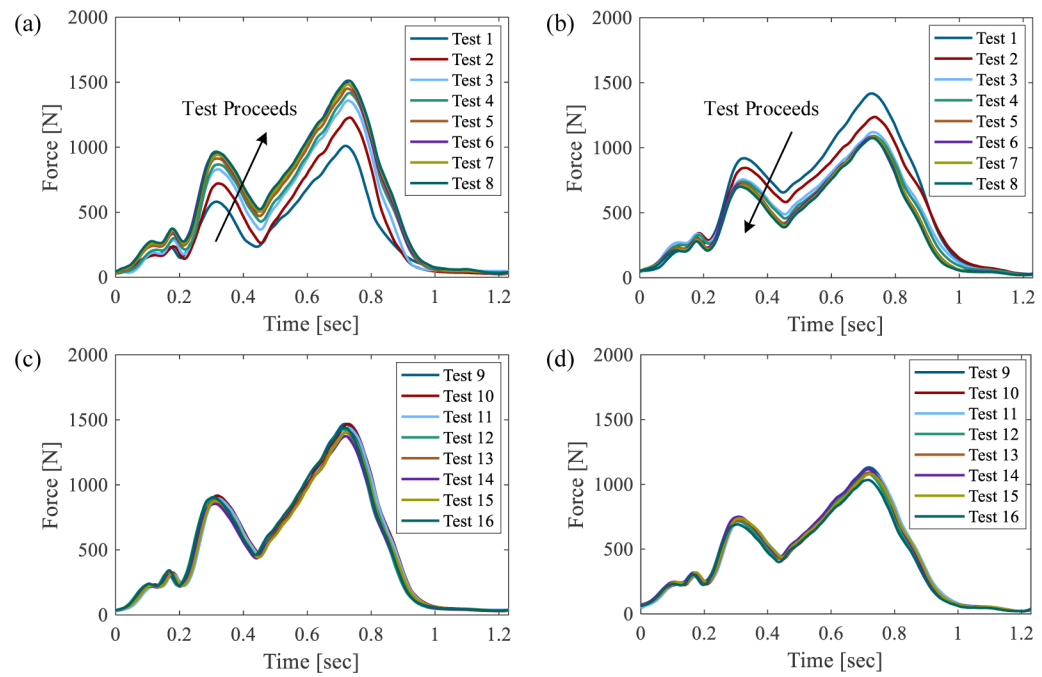 (a)
2000
1500
1000
500
0
Force [N]
0 0.2 0.4 0.6 0.8 1 1.2
Time [sec]
Test Proceeds
Test 1
Test 2
Test 3
Test 4
Test 5
Test 6
Test 7
Test 8
(b)
2000
1500
1000
500
0
Force [N]
0 0.2 0.4 0.6 0.8 1 1.2
Time [sec]
Test Proceeds
Test 1
Test 2
Test 3
Test 4
Test 5
Test 6
Test 7
Test 8
(c)
2000
1500
1000
500
0
Force [N]
0 0.2 0.4 0.6 0.8 1 1.2
Time [sec]
Test 9
Test 10
Test 11
Test 12
Test 13
Test 14
Test 15
Test 16
(d)
2000
1500
1000
500
0
Force [N]
0 0.2 0.4 0.6 0.8 1 1.2
Time [sec]
Test 9
Test 10
Test 11
Test 12
Test 13
Test 14
Test 15
Test 16